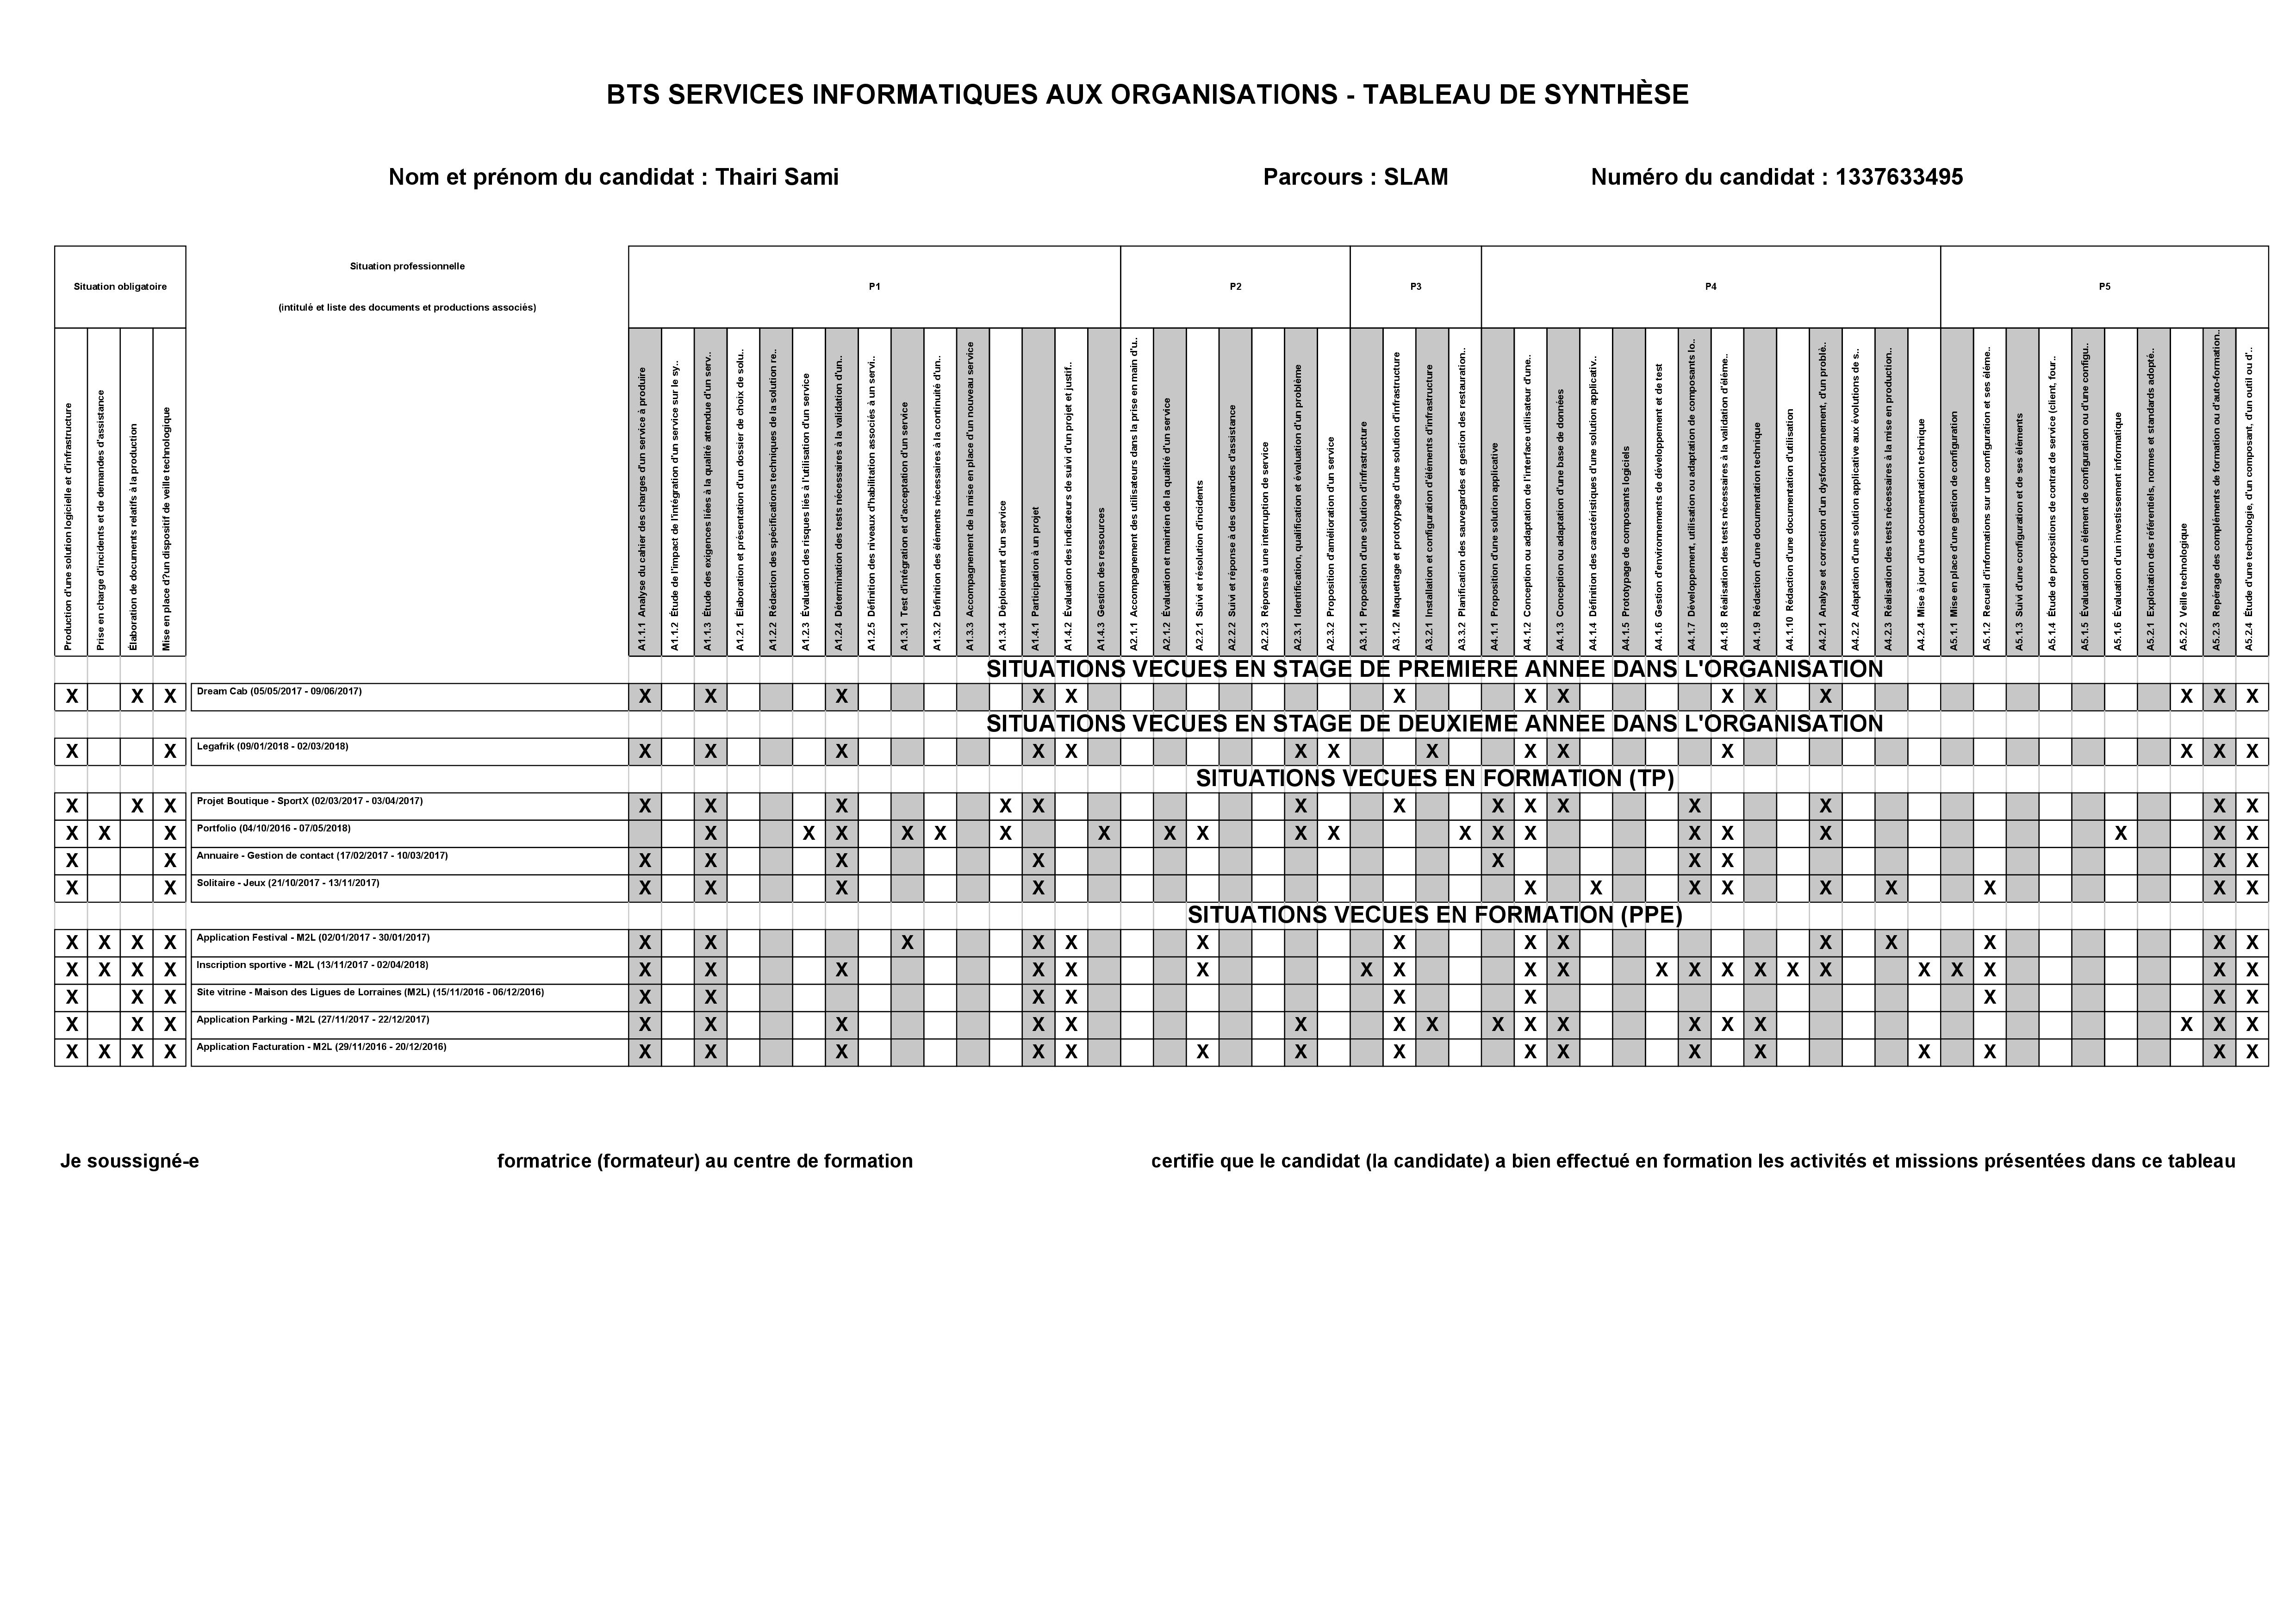 BTS SERVICES INFORMATIQUES AUX ORGANISATIONS - TABLEAU DE SYNTHÈSE
Nom et prénom du candidat : Thairi Sami
Parcours : SLAM
Numéro du candidat : 1337633495
Situation obligatoire
Situation professionnelle
(intitulé et liste des documents et productions associés)
P1
P2
P3
P4
P5
Production d'une solution logicielle et d'infrastructure
Prise en charge d'incidents et de demandes d'assistance
Élaboration de documents relatifs à la production
Mise en place d?un dispositif de veille technologique
A1.1.1 Analyse du cahier des charges d'un service à produire
A1.1.2 Étude de l'impact de l'intégration d'un service sur le sy..
A1.1.3 Étude des exigences liées à la qualité attendue d'un serv..
A1.2.1 Élaboration et présentation d'un dossier de choix de solu..
A1.2.2 Rédaction des spécifications techniques de la solution re..
A1.2.3 Évaluation des risques liés à l'utilisation d'un service
A1.2.4 Détermination des tests nécessaires à la validation d'un..
A1.2.5 Définition des niveaux d'habilitation associés à un servi..
A1.3.1 Test d'intégration et d'acceptation d'un service
A1.3.2 Définition des éléments nécessaires à la continuité d'un..
A1.3.3 Accompagnement de la mise en place d'un nouveau service
A1.3.4 Déploiement d'un service
A1.4.1 Participation à un projet
A1.4.2 Évaluation des indicateurs de suivi d'un projet et justif..
A1.4.3 Gestion des ressources
A2.1.1 Accompagnement des utilisateurs dans la prise en main d'u..
A2.1.2 Évaluation et maintien de la qualité d'un service
A2.2.1 Suivi et résolution d'incidents
A2.2.2 Suivi et réponse à des demandes d'assistance
A2.2.3 Réponse à une interruption de service
A2.3.1 Identification, qualification et évaluation d'un problème
A2.3.2 Proposition d'amélioration d'un service
A3.1.1 Proposition d'une solution d'infrastructure
A3.1.2 Maquettage et prototypage d'une solution d'infrastructure
A3.2.1 Installation et configuration d'éléments d'infrastructure
A3.3.2 Planification des sauvegardes et gestion des restauration..
A4.1.1 Proposition d'une solution applicative
A4.1.2 Conception ou adaptation de l'interface utilisateur d'une..
A4.1.3 Conception ou adaptation d'une base de données
A4.1.4 Définition des caractéristiques d'une solution applicativ..
A4.1.5 Prototypage de composants logiciels
A4.1.6 Gestion d'environnements de développement et de test
A4.1.7 Développement, utilisation ou adaptation de composants lo..
A4.1.8 Réalisation des tests nécessaires à la validation d'éléme..
A4.1.9 Rédaction d'une documentation technique
A4.1.10 Rédaction d'une documentation d'utilisation
A4.2.1 Analyse et correction d'un dysfonctionnement, d'un problè..
A4.2.2 Adaptation d'une solution applicative aux évolutions de s..
A4.2.3 Réalisation des tests nécessaires à la mise en production..
A4.2.4 Mise à jour d'une documentation technique
A5.1.1 Mise en place d'une gestion de configuration
A5.1.2 Recueil d'informations sur une configuration et ses éléme..
A5.1.3 Suivi d'une configuration et de ses éléments
A5.1.4 Étude de propositions de contrat de service (client, four..
A5.1.5 Évaluation d'un élément de configuration ou d'une configu..
A5.1.6 Évaluation d'un investissement informatique
A5.2.1 Exploitation des référentiels, normes et standards adopté..
A5.2.2 Veille technologique
A5.2.3 Repérage des compléments de formation ou d'auto-formation..
A5.2.4 Étude d'une technologie, d'un composant, d'un outil ou d'..
SITUATIONS VECUES EN STAGE DE PREMIERE ANNEE DANS L'ORGANISATION
X X X Dream Cab (05/05/2017 - 09/06/2017) X X X X X X X X X X X X X X
SITUATIONS VECUES EN STAGE DE DEUXIEME ANNEE DANS L'ORGANISATION
X X Legafrik (09/01/2018 - 02/03/2018) X X X X X X X X X X X X X X
SITUATIONS VECUES EN FORMATION (TP)
X X X Projet Boutique - SportX (02/03/2017 - 03/04/2017) X X X X X X X X X X X X X X
X X X Portfolio (04/10/2016 - 07/05/2018) X X X X X X X X X X X X X X X X X X X X
X X Annuaire - Gestion de contact (17/02/2017 - 10/03/2017) X X X X X X X X X
X X Solitaire - Jeux (21/10/2017 - 13/11/2017) X X X X X X X X X X X X X
SITUATIONS VECUES EN FORMATION (PPE)
X X X X Application Festival - M2L (02/01/2017 - 30/01/2017) X X X X X X X X X X X X X X
X X X X Inscription sportive - M2L (13/11/2017 - 02/04/2018) X X X X X X X X X X X X X X X X X X X X X
X X X Site vitrine - Maison des Ligues de Lorraines (M2L) (15/11/2016 - 06/12/2016) X X X X X X X X X
X X X Application Parking - M2L (27/11/2017 - 22/12/2017) X X X X X X X X X X X X X X X X X
X X X X Application Facturation - M2L (29/11/2016 - 20/12/2016) X X X X X X X X X X X X X X X X
Je soussigné-e formatrice (formateur) au centre de formation certifie que le candidat (la candidate) a bien effectué en formation les activités et missions présentées dans ce tableau